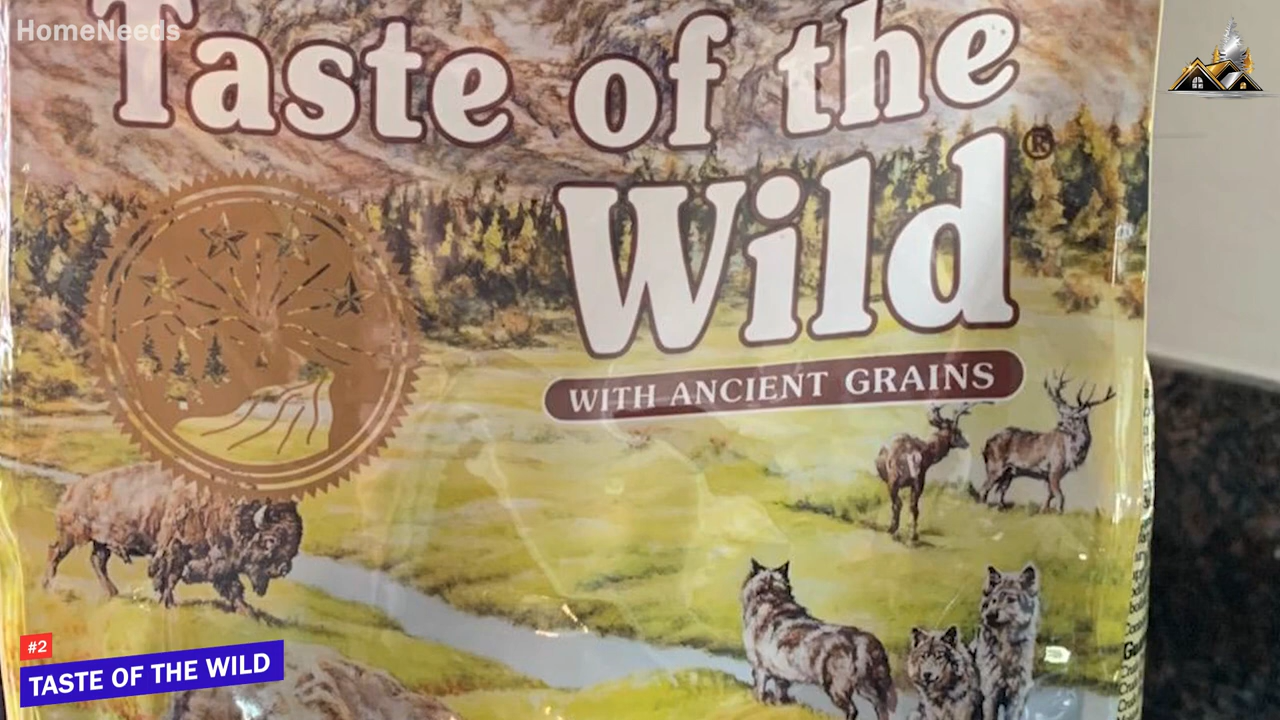 HomeNeeds
Taste of the
Wild®
WITH ANCIENT GRAINS
#2
TASTE OF THE WILD